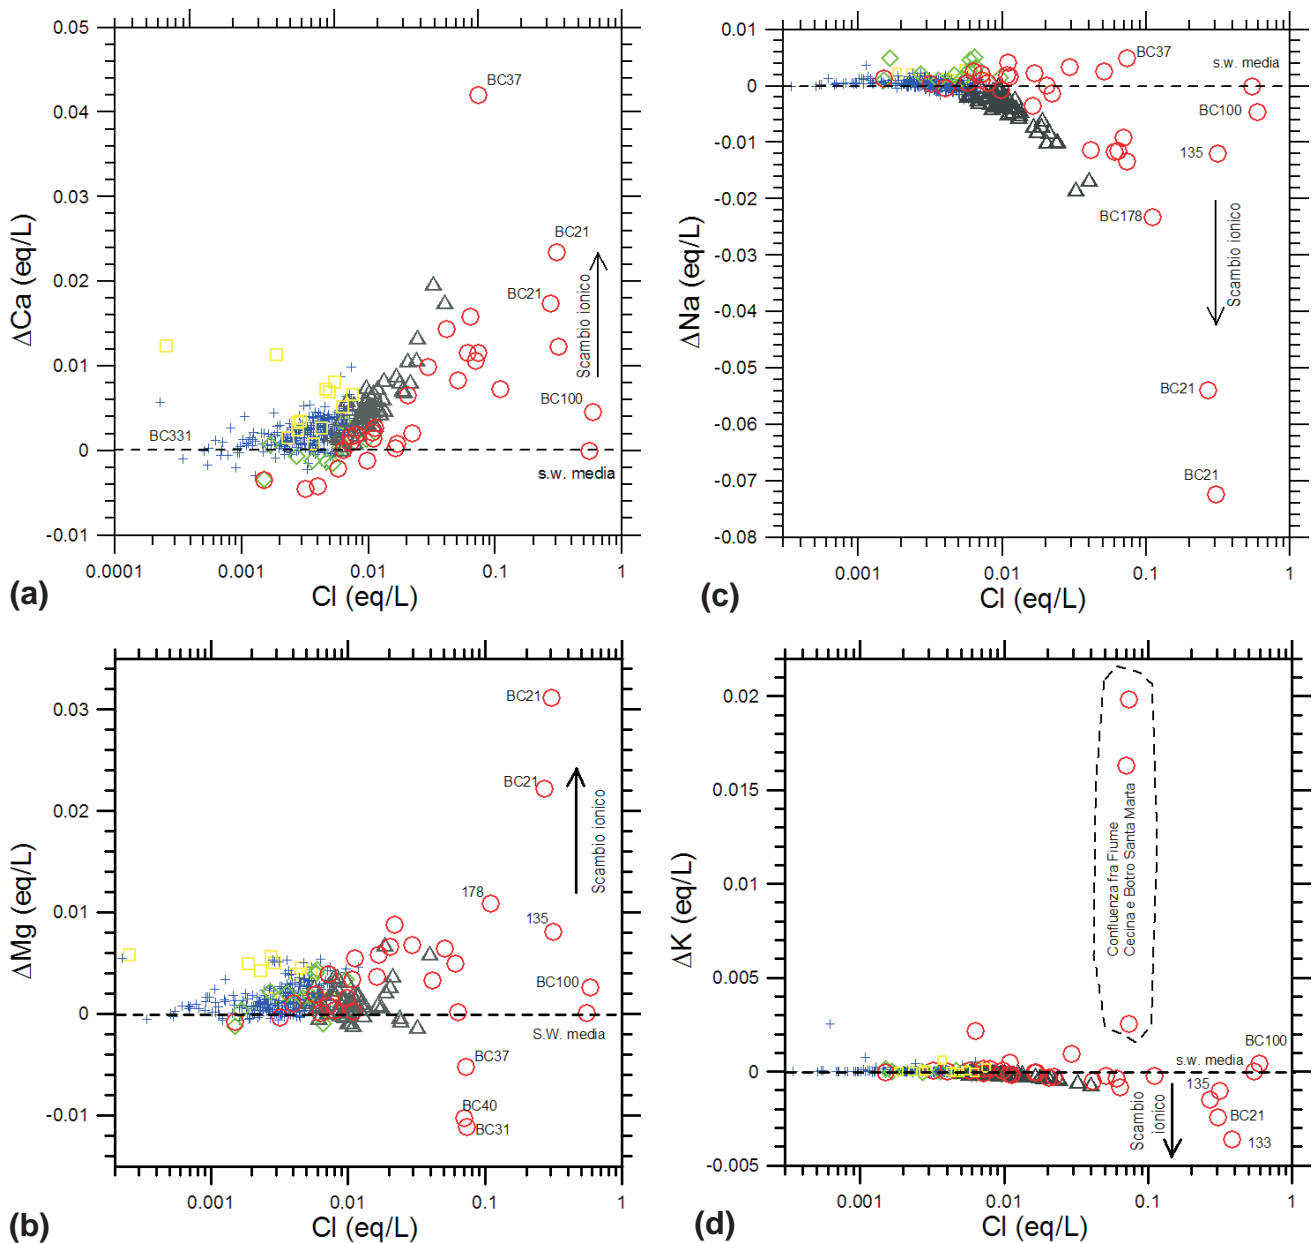 0.05
0.04
0.03
0.02
0.01
0
-0.01
ΔCa (eq/L)
BC37
BC21
BC21
BC100
BC331
s.w. media
Scambio ionico
0.0001
0.001
0.01
0.1
1
Cl (eq/L)
(a)
0.01
0
-0.01
-0.02
-0.03
-0.04
-0.05
-0.06
-0.07
-0.08
ΔNa (eq/L)
BC37
s.w. media
BC100
135
BC178
Scambio ionico
BC21
BC21
0.001
0.01
0.1
1
Cl (eq/L)
(c)
0.03
0.02
0.01
0
-0.01
ΔMg (eq/L)
BC21
BC21
Scambio ionico
178
135
BC100
S.W. media
BC37
BC40
BC31
0.001
0.01
0.1
1
Cl (eq/L)
(b)
0.02
0.015
0.01
0.005
0
-0.005
ΔK (eq/L)
Confluenza fra Fiume
Cecina e Botro Santa Marta
BC100
s.w. media
135
BC21
133
Scambio
ionico
0.001
0.01
0.1
1
Cl (eq/L)
(d)